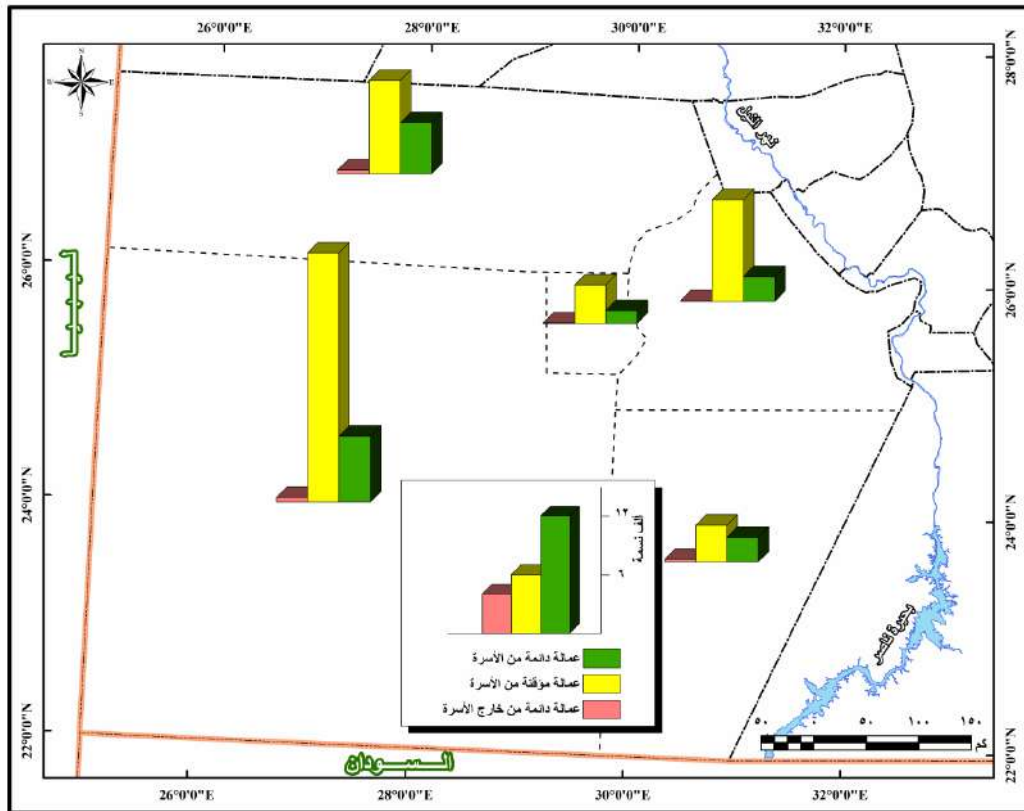 26°0'0"E 28°0'0"E 30°0'0"E 32°0'0"E
N
W E
S
28°0'0"N
نهر النيل
26°0'0"N
26°0'0"N
ليبيا
24°0'0"N
24°0'0"N
١٢
ألف نسمة
٦
عمالة دائمة من الأسرة
عمالة مؤقتة من الأسرة
عمالة دائمة من خارج الأسرة
بحيرة ناصر
٥٠ ٠ ٥٠ ١٠٠ ١٥٠
كم
22°0'0"N
22°0'0"N
الـسـودان
26°0'0"E 28°0'0"E 30°0'0"E 32°0'0"E